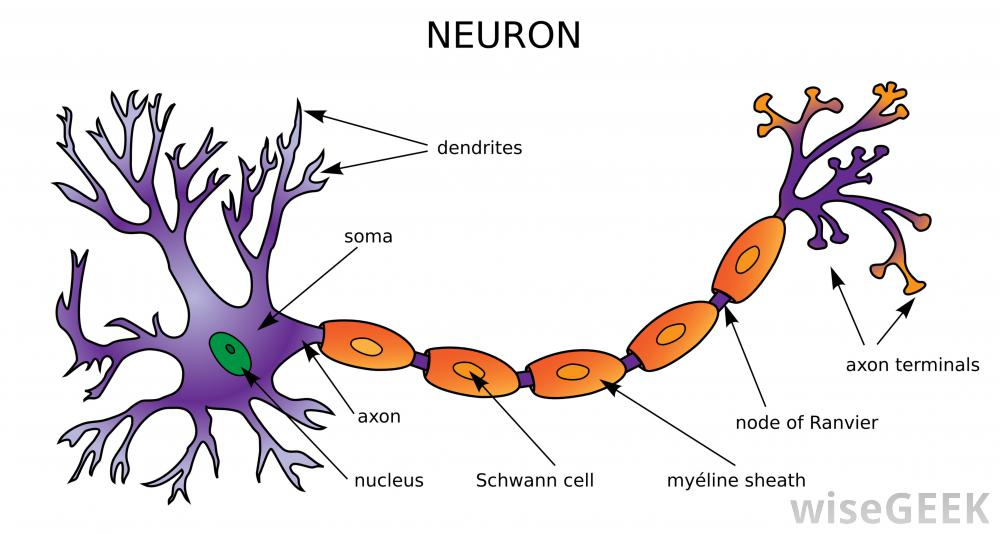 NEURON
dendrites
soma
axon terminals
axon
node of Ranvier
nucleus
Schwann cell
myéline sheath
wiseGEEK